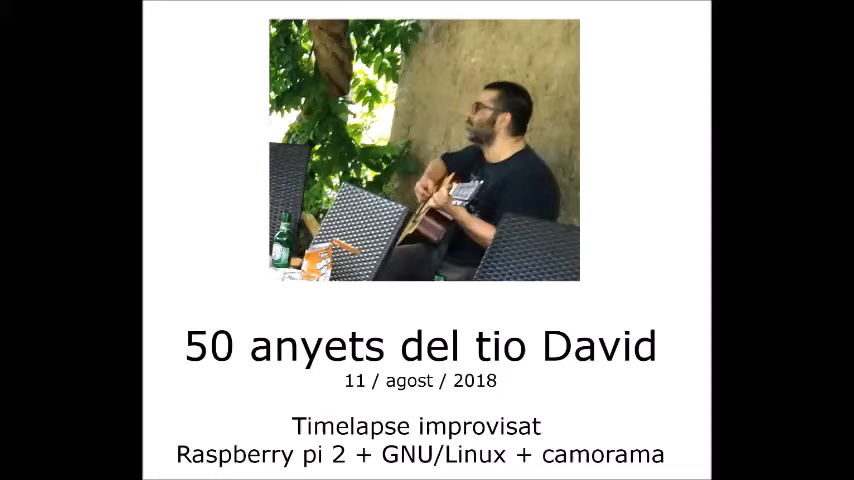 50 anyets del tio David
11 / agost / 2018
Timelapse improvisat
Raspberry pi 2 + GNU/Linux + camorama